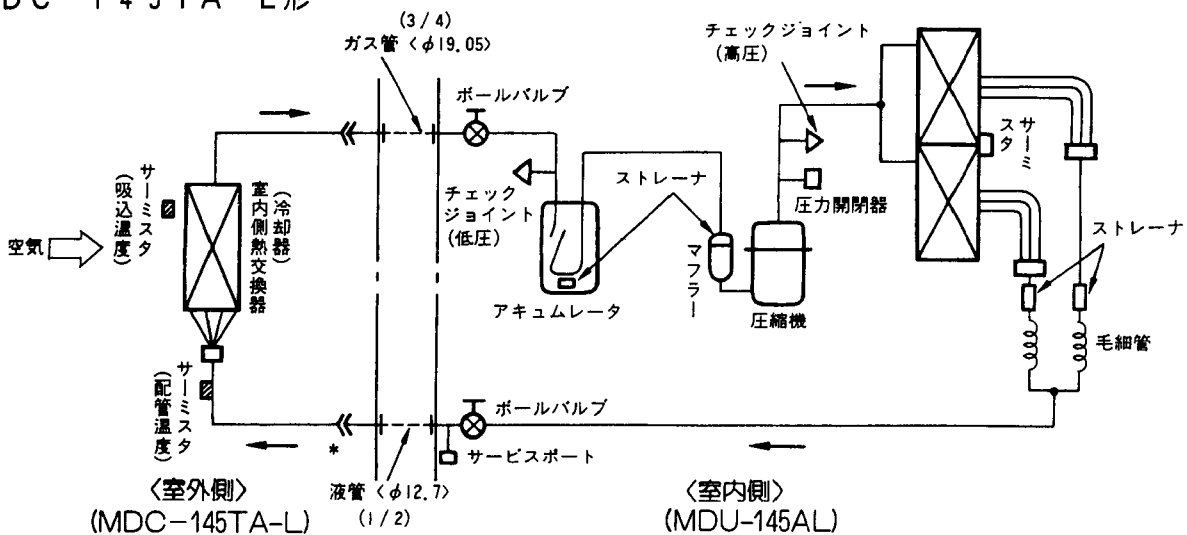 DC-145TA-L形
(3/4)
ガス管〈φ19.05〉
チェックジョイント
(高圧)
ボールバルブ
サーミスタ
サーミスタ
(吸込温度)
室内側熱交換器
(冷却器)
空気
チェック
ジョイント
(低圧)
ストレーナ
圧力開閉器
ストレーナ
マフラー
アキュムレータ
圧縮機
毛細管
サーミスタ
(配管温度)
ボールバルブ
サービスポート
*
液管〈φ12.7〉
(1/2)
〈室外側〉
(MDC-145TA-L)
〈室内側〉
(MDU-145AL)